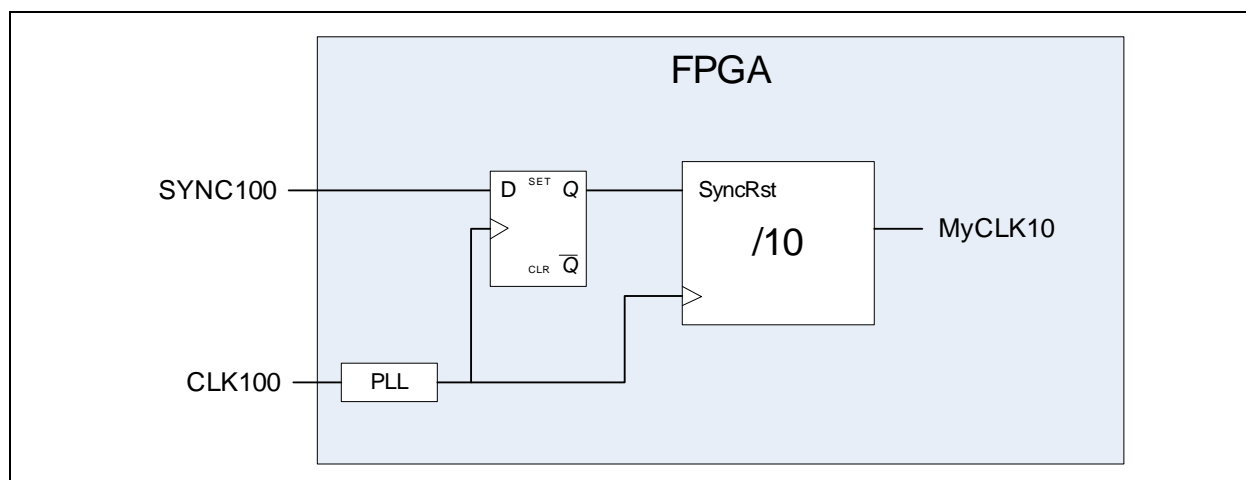 FPGA
SYNC100
D SET Q
CLR Q̅
SyncRst
/10
MyCLK10
CLK100
PLL